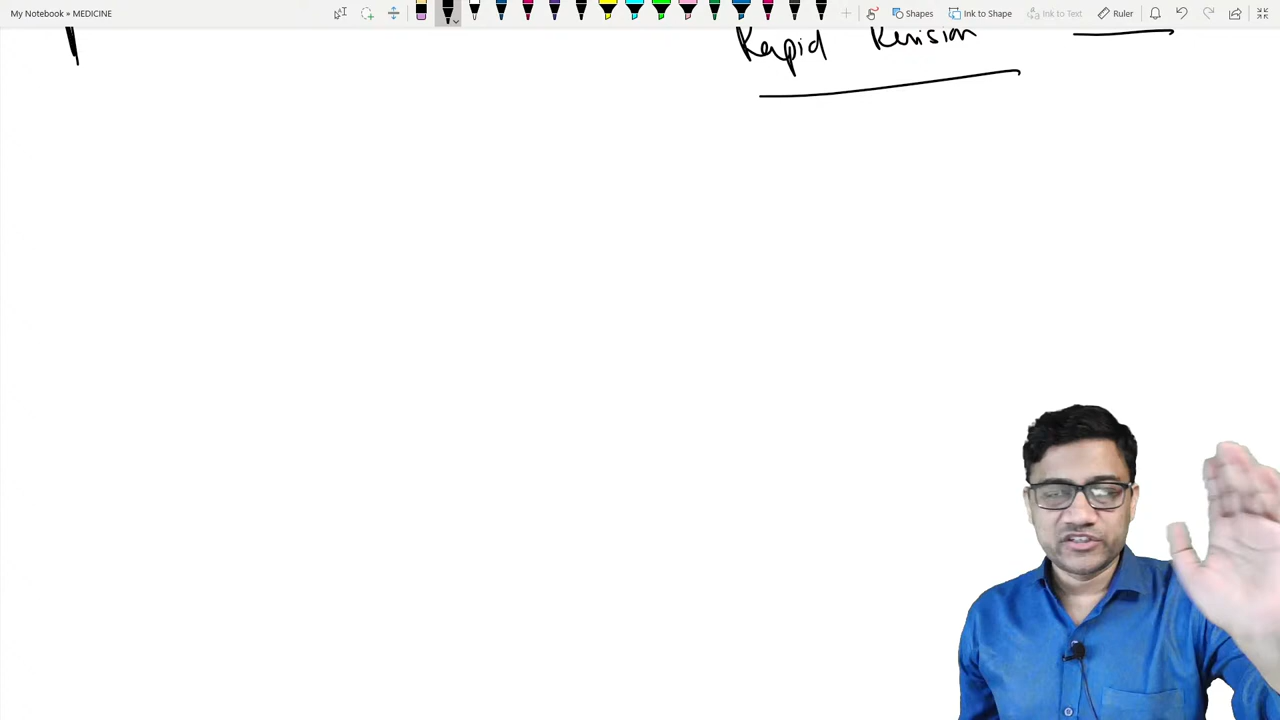 My Notebook » MEDICINE
Shapes
Ink to Shape
Ink to Text
Ruler
Rapid Revision